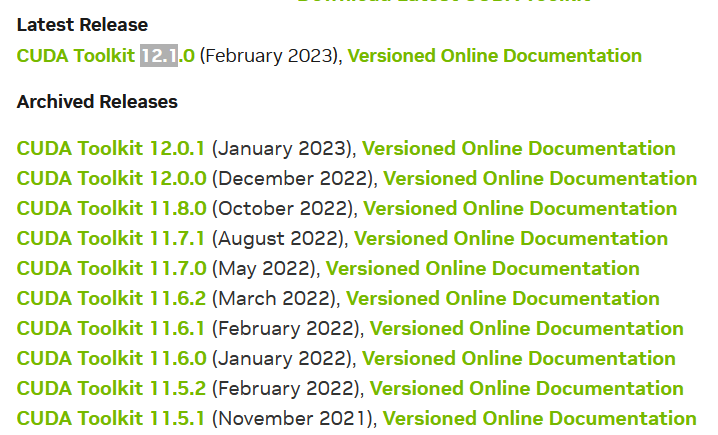 Latest Release
CUDA Toolkit 12.1.0 (February 2023), Versioned Online Documentation
Archived Releases
CUDA Toolkit 12.0.1 (January 2023), Versioned Online Documentation
CUDA Toolkit 12.0.0 (December 2022), Versioned Online Documentation
CUDA Toolkit 11.8.0 (October 2022), Versioned Online Documentation
CUDA Toolkit 11.7.1 (August 2022), Versioned Online Documentation
CUDA Toolkit 11.7.0 (May 2022), Versioned Online Documentation
CUDA Toolkit 11.6.2 (March 2022), Versioned Online Documentation
CUDA Toolkit 11.6.1 (February 2022), Versioned Online Documentation
CUDA Toolkit 11.6.0 (January 2022), Versioned Online Documentation
CUDA Toolkit 11.5.2 (February 2022), Versioned Online Documentation
CUDA Toolkit 11.5.1 (November 2021), Versioned Online Documentation